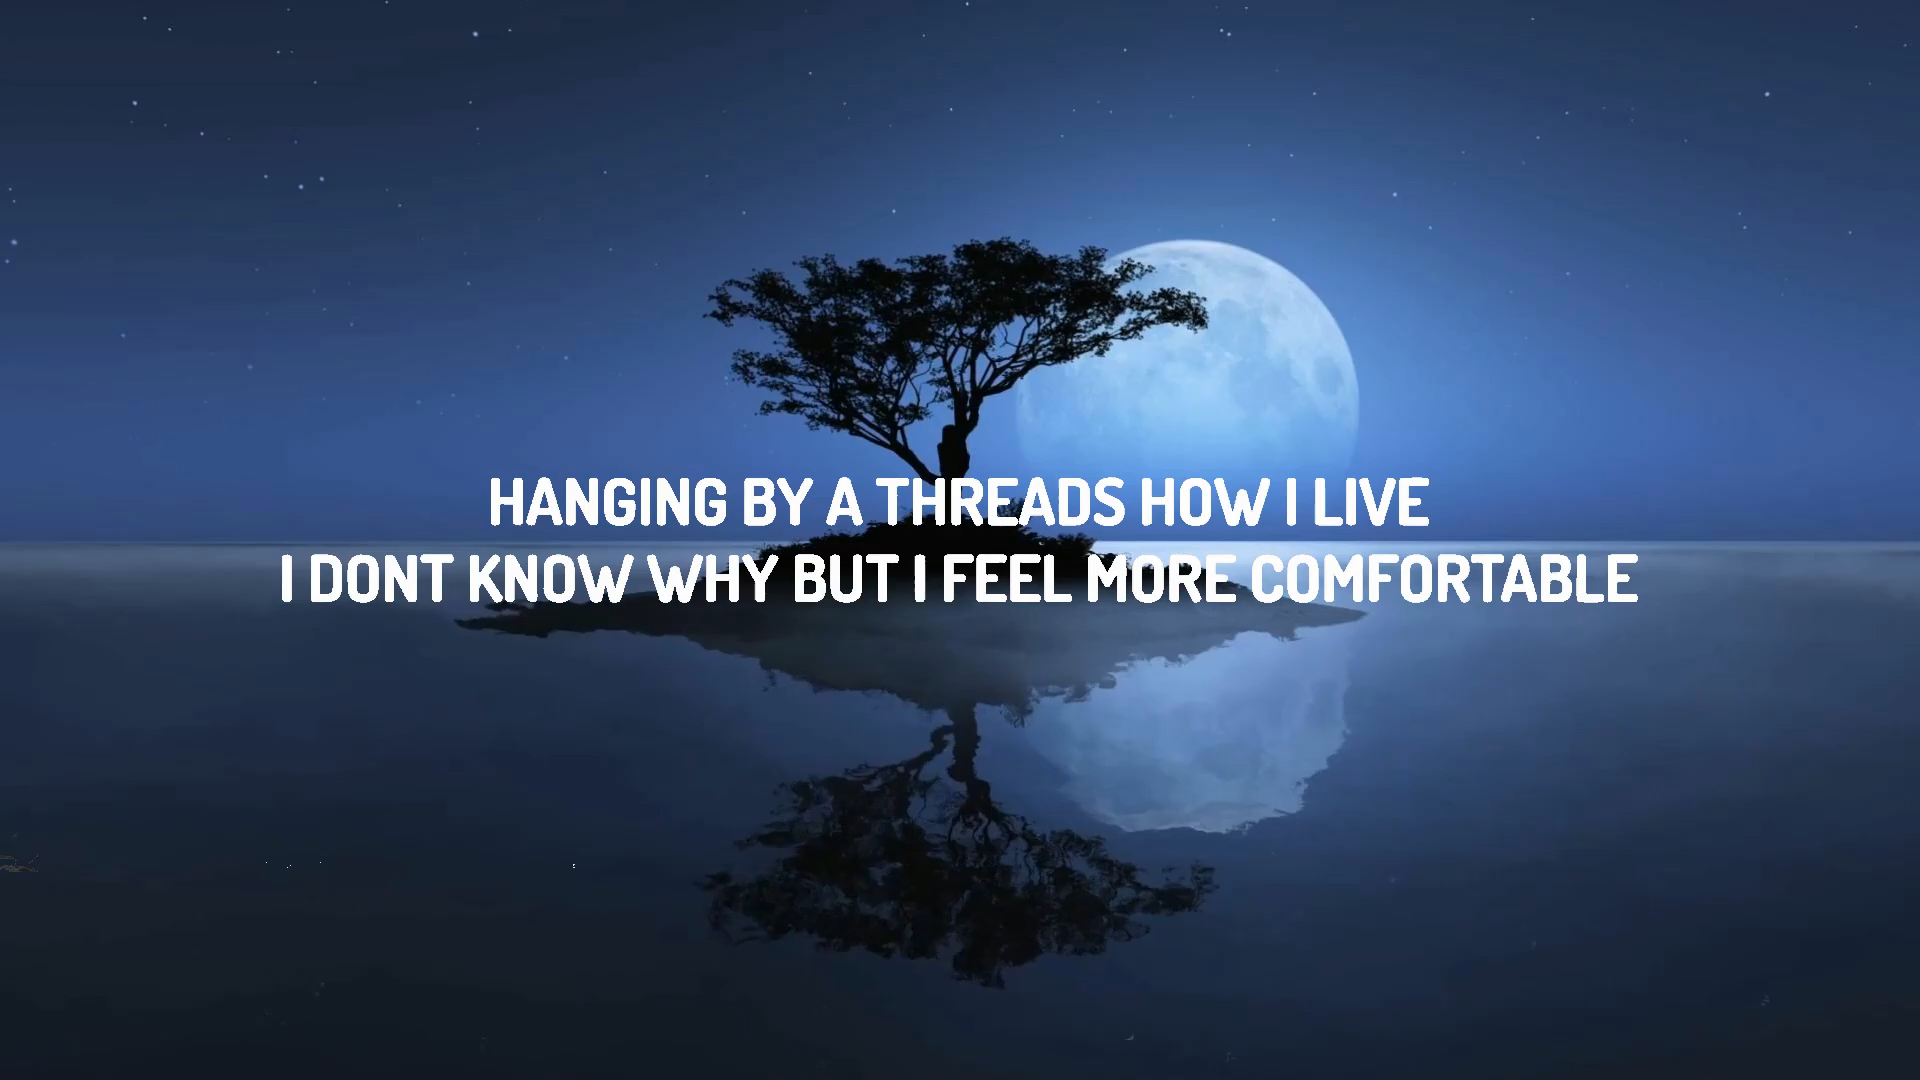 HANGING BY A THREADS HOW I LIVE
I DONT KNOW WHY BUT I FEEL MORE COMFORTABLE